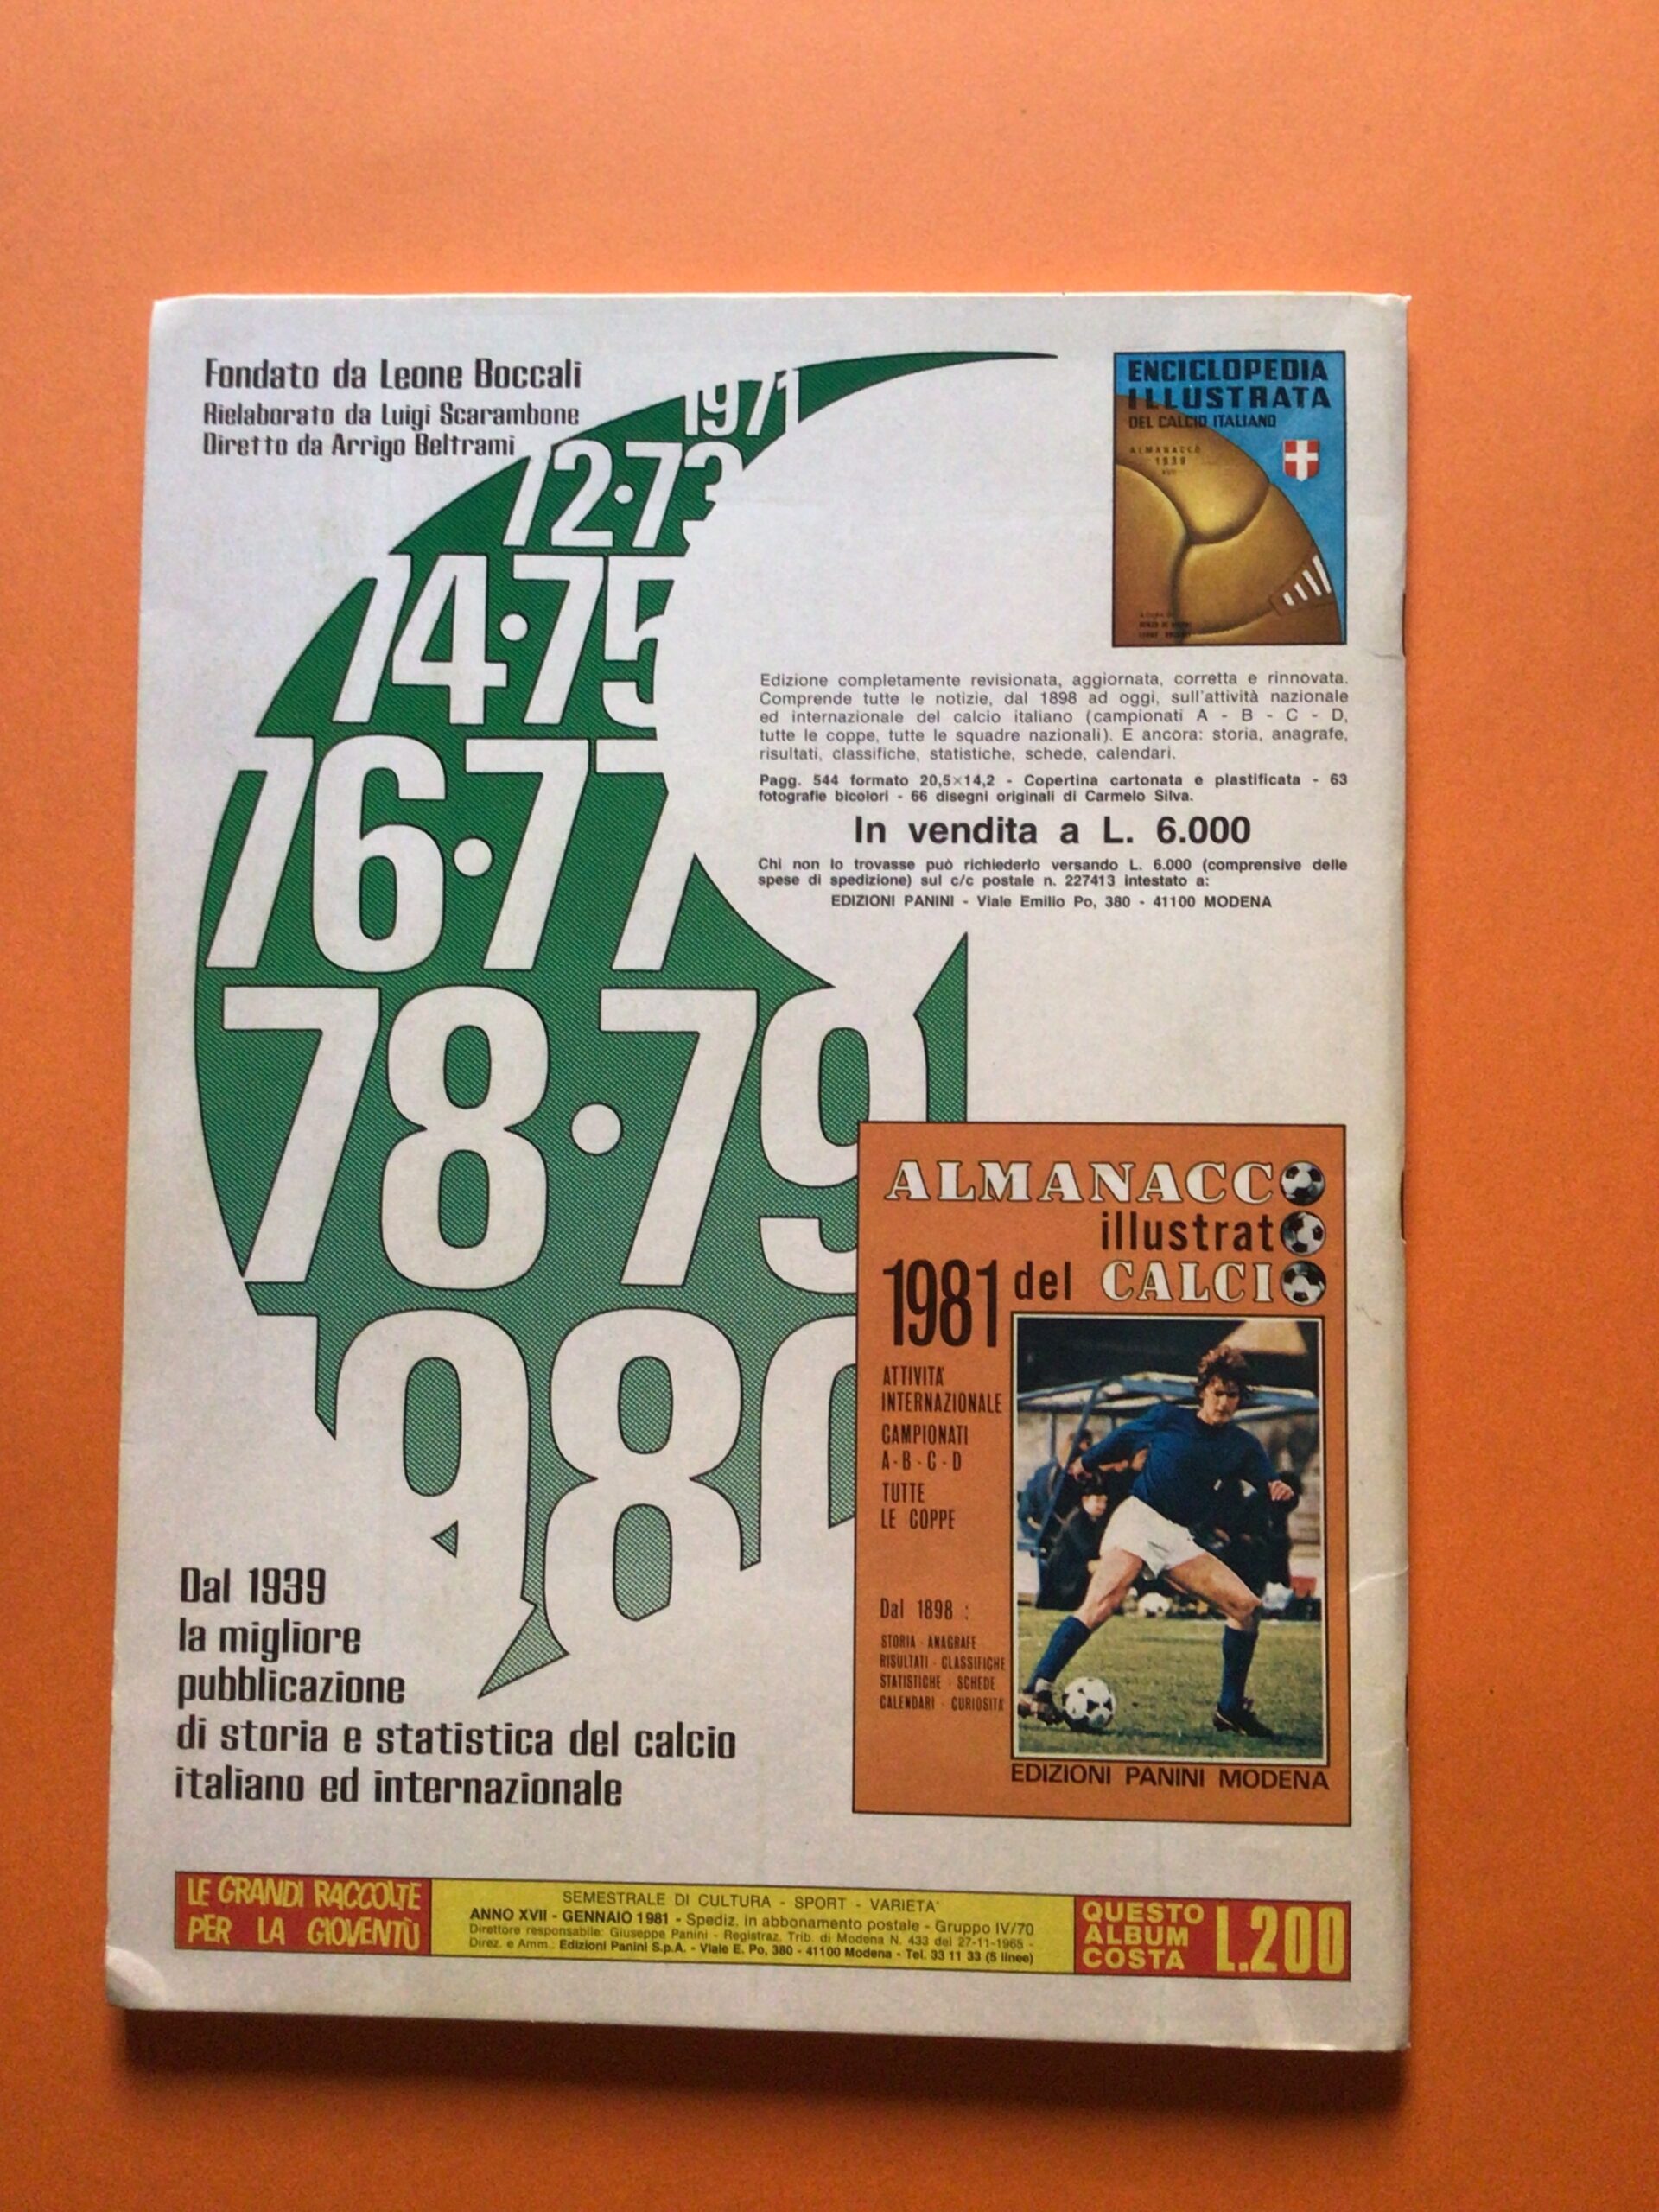 Fondato da Leone Boccali
Rielaborato da Luigi Scarambone
Diretto da Arrigo Beltrami
1971
72·73
74·75
76·77
78·79
1980
ENCICLOPEDIA
ILLUSTRATA
DEL CALCIO ITALIANO
ALMANACCO
1939
Edizione completamente revisionata, aggiornata, corretta e rinnovata.
Comprende tutte le notizie, dal 1898 ad oggi, sull'attività nazionale
ed internazionale del calcio italiano (campionati A - B - C - D,
tutte le coppe, tutte le squadre nazionali). E ancora: storia, anagrafe,
risultati, classifiche, statistiche, schede, calendari.
Pagg. 544 formato 20,5×14,2 - Copertina cartonata e plastificata - 63
fotografie bicolori - 66 disegni originali di Carmelo Silva.
In vendita a L. 6.000
Chi non lo trovasse può richiederlo versando L. 6.000 (comprensive delle
spese di spedizione) sul c/c postale n. 227413 intestato a:
EDIZIONI PANINI - Viale Emilio Po, 380 - 41100 MODENA
ALMANACCO
illustrato
1981 del CALCIO
ATTIVITA'
INTERNAZIONALE
CAMPIONATI
A - B - C - D
TUTTE
LE COPPE
Dal 1898 :
STORIA - ANAGRAFE
RISULTATI - CLASSIFICHE
STATISTICHE - SCHEDE
CALENDARI - CURIOSITA'
EDIZIONI PANINI MODENA
Dal 1939
la migliore
pubblicazione
di storia e statistica del calcio
italiano ed internazionale
LE GRANDI RACCOLTE
PER LA GIOVENTÙ
SEMESTRALE DI CULTURA - SPORT - VARIETA'
ANNO XVII - GENNAIO 1981 - Spediz. in abbonamento postale - Gruppo IV/70
Direttore responsabile: Giuseppe Panini - Registraz. Trib. di Modena N. 433 del 27-11-1965 -
Direz. e Amm.: Edizioni Panini S.p.A. - Viale E. Po, 380 - 41100 Modena - Tel. 33 11 33 (5 linee)
QUESTO
ALBUM
COSTA
L.200